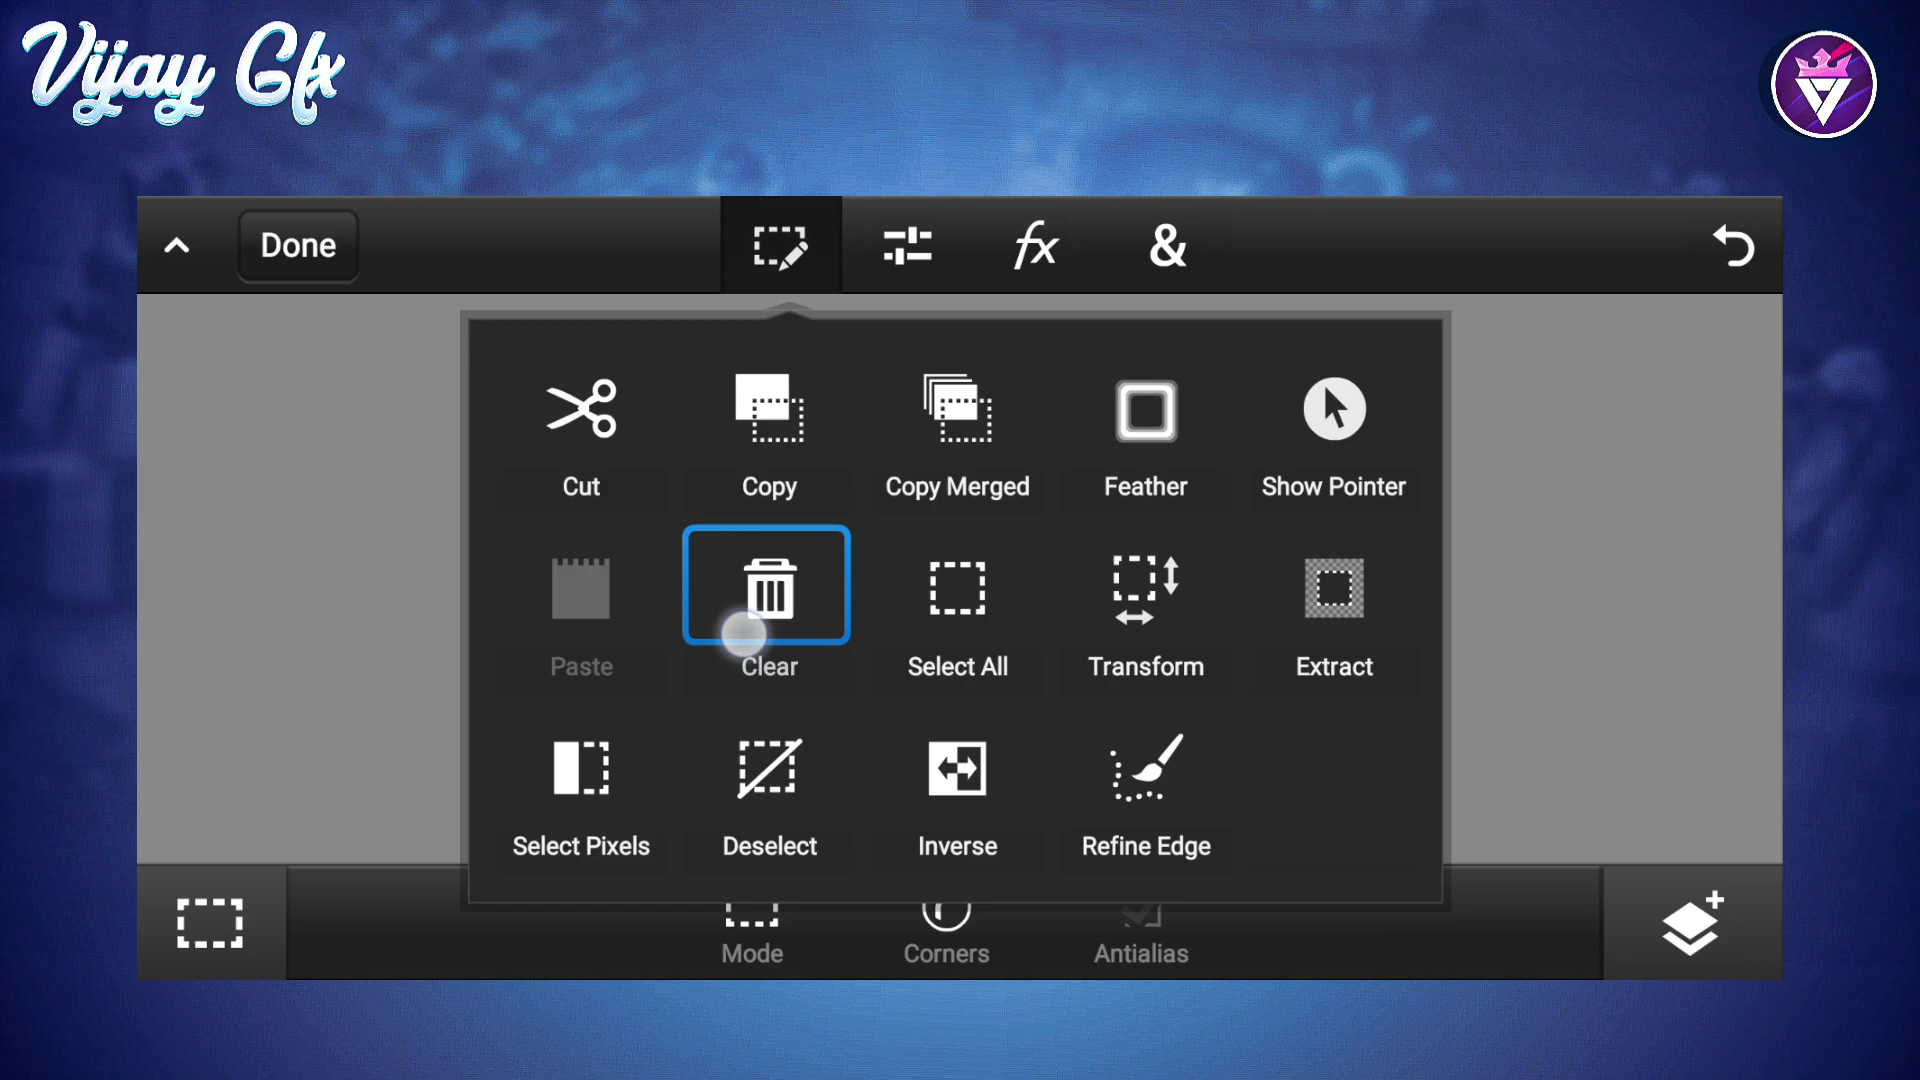 Vijay Gfx
Done
fx
&
Cut
Copy
Copy Merged
Feather
Show Pointer
Paste
Clear
Select All
Transform
Extract
Select Pixels
Deselect
Inverse
Refine Edge
Mode
Corners
Antialias